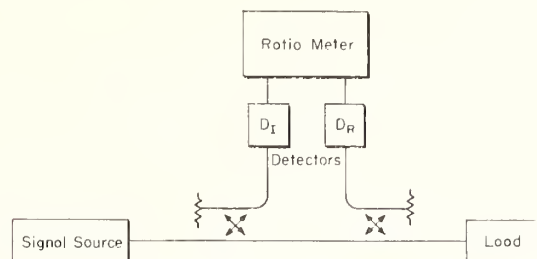 Ratio Meter
D_I D_R
Detectors
Signal Source Load